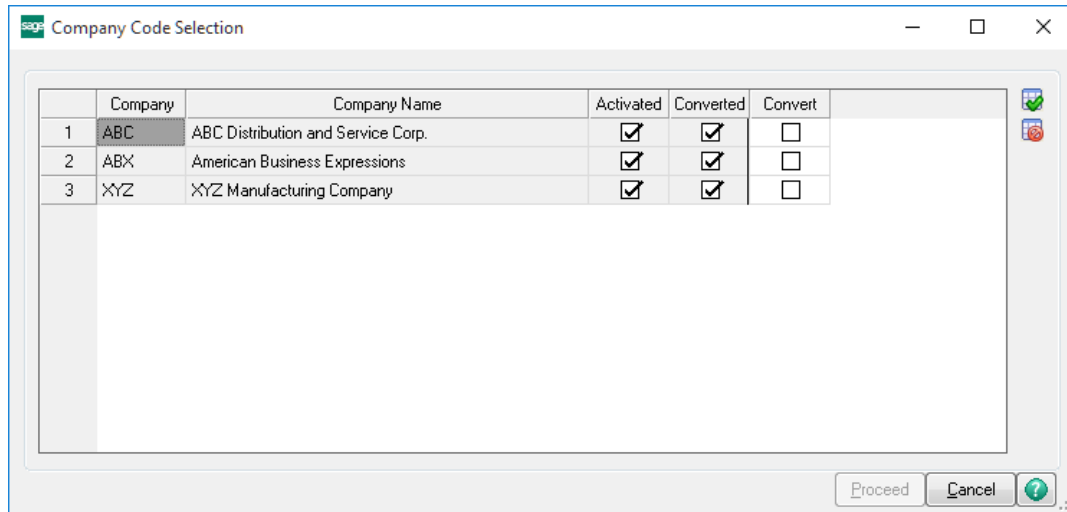 sage Company Code Selection
Company Company Name Activated Converted Convert
1 ABC ABC Distribution and Service Corp.
2 ABX American Business Expressions
3 XYZ XYZ Manufacturing Company
Proceed Cancel ?